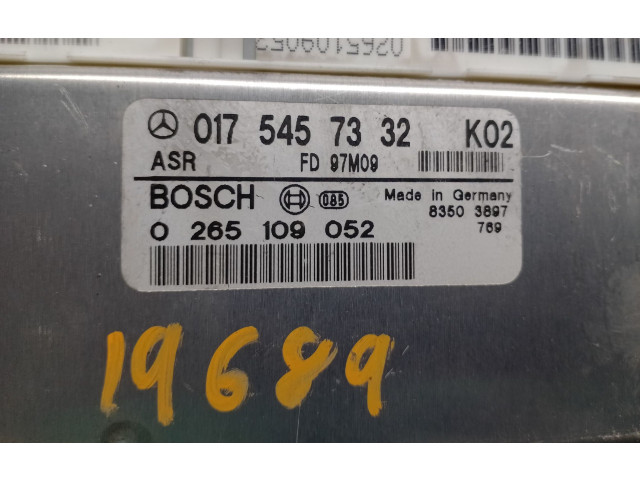 0265109052
017 545 73 32 K02
ASR FD 97M09
BOSCH 085 Made in Germany
0 265 109 052 8350 3897
769
19689